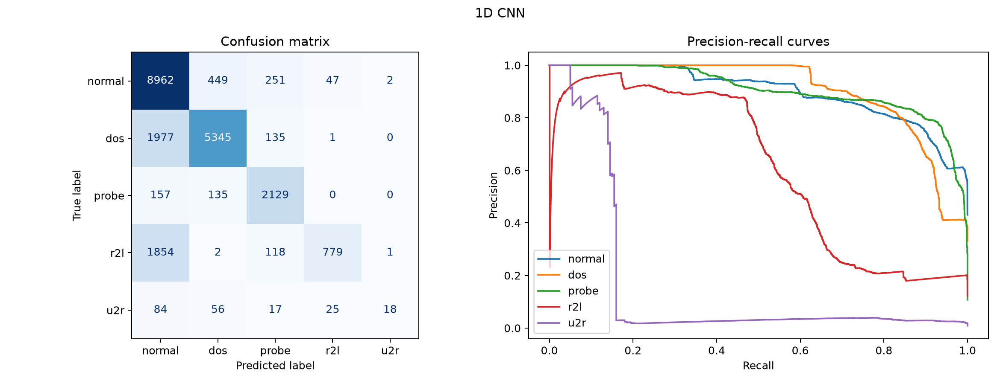 1D CNN
Confusion matrix
normal 8962 449 251 47 2
dos 1977 5345 135 1 0
probe 157 135 2129 0 0
r2l 1854 2 118 779 1
u2r 84 56 17 25 18
True label
normal dos probe r2l u2r
Predicted label
Precision-recall curves
1.0
0.8
0.6
0.4
0.2
0.0
Precision
normal
dos
probe
r2l
u2r
0.0 0.2 0.4 0.6 0.8 1.0
Recall